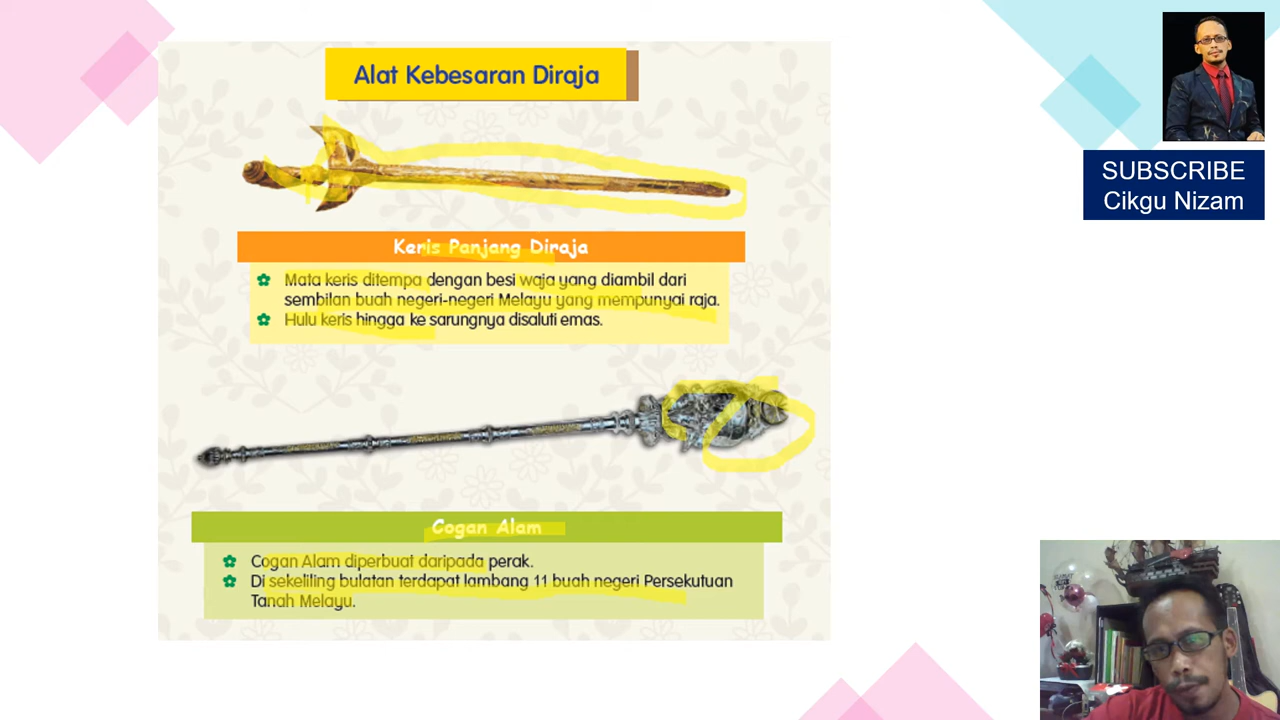 Alat Kebesaran Diraja
SUBSCRIBE
Cikgu Nizam
Keris Panjang Diraja
Mata keris ditempa dengan besi waja yang diambil dari
sembilan buah negeri-negeri Melayu yang mempunyai raja.
Hulu keris hingga ke sarungnya disaluti emas.
Cogan Alam
Cogan Alam diperbuat daripada perak.
Di sekeliling bulatan terdapat lambang 11 buah negeri Persekutuan
Tanah Melayu.